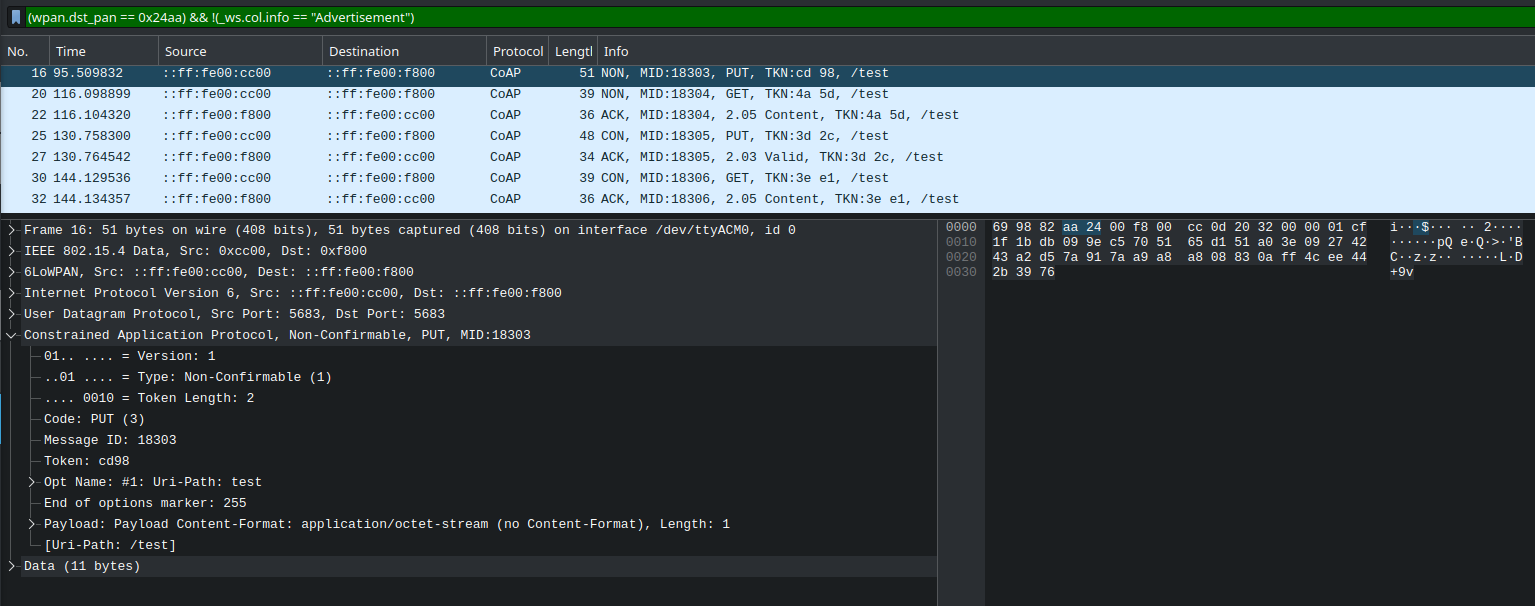 (wpan.dst_pan == 0x24aa) && !(_ws.col.info == "Advertisement")
No. Time Source Destination Protocol Lengtl Info
16 95.509832 ::ff:fe00:cc00 ::ff:fe00:f800 CoAP 51 NON, MID:18303, PUT, TKN:cd 98, /test
20 116.098899 ::ff:fe00:cc00 ::ff:fe00:f800 CoAP 39 NON, MID:18304, GET, TKN:4a 5d, /test
22 116.104320 ::ff:fe00:f800 ::ff:fe00:cc00 CoAP 36 ACK, MID:18304, 2.05 Content, TKN:4a 5d, /test
25 130.758300 ::ff:fe00:cc00 ::ff:fe00:f800 CoAP 48 CON, MID:18305, PUT, TKN:3d 2c, /test
27 130.764542 ::ff:fe00:f800 ::ff:fe00:cc00 CoAP 34 ACK, MID:18305, 2.03 Valid, TKN:3d 2c, /test
30 144.129536 ::ff:fe00:cc00 ::ff:fe00:f800 CoAP 39 CON, MID:18306, GET, TKN:3e e1, /test
32 144.134357 ::ff:fe00:f800 ::ff:fe00:cc00 CoAP 36 ACK, MID:18306, 2.05 Content, TKN:3e e1, /test
Frame 16: 51 bytes on wire (408 bits), 51 bytes captured (408 bits) on interface /dev/ttyACM0, id 0
IEEE 802.15.4 Data, Src: 0xcc00, Dst: 0xf800
6LoWPAN, Src: ::ff:fe00:cc00, Dest: ::ff:fe00:f800
Internet Protocol Version 6, Src: ::ff:fe00:cc00, Dst: ::ff:fe00:f800
User Datagram Protocol, Src Port: 5683, Dst Port: 5683
Constrained Application Protocol, Non-Confirmable, PUT, MID:18303
01.. .... = Version: 1
..01 .... = Type: Non-Confirmable (1)
.... 0010 = Token Length: 2
Code: PUT (3)
Message ID: 18303
Token: cd98
Opt Name: #1: Uri-Path: test
End of options marker: 255
Payload: Payload Content-Format: application/octet-stream (no Content-Format), Length: 1
[Uri-Path: /test]
Data (11 bytes)
0000 69 98 82 aa 24 00 f8 00 cc 0d 20 32 00 00 01 cf i···$··· ·· 2····
0010 1f 1b db 09 9e c5 70 51 65 d1 51 a0 3e 09 27 42 ······pQ e·Q·>·'B
0020 43 a2 d5 7a 91 7a a9 a8 a8 08 83 0a ff 4c ee 44 C··z·z·· ·····L·D
0030 2b 39 76 +9v